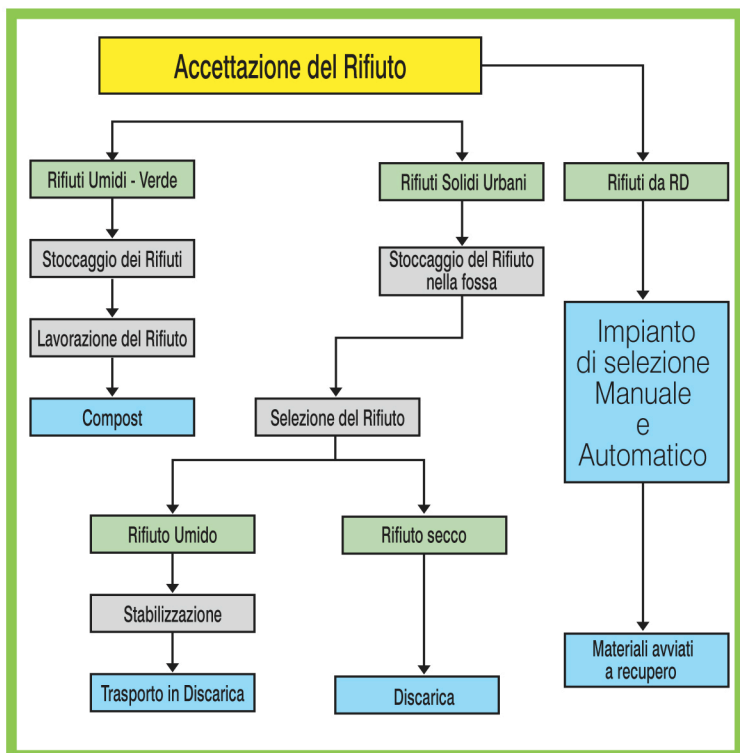 Accettazione del Rifiuto
Rifiuti Umidi - Verde
Rifiuti Solidi Urbani
Rifiuti da RD
Stoccaggio dei Rifiuti
Stoccaggio del Rifiuto
nella fossa
Lavorazione del Rifiuto
Impianto
di selezione
Manuale
e
Automatico
Compost
Selezione del Rifiuto
Rifiuto Umido
Rifiuto secco
Stabilizzazione
Materiali avviati
a recupero
Trasporto in Discarica
Discarica